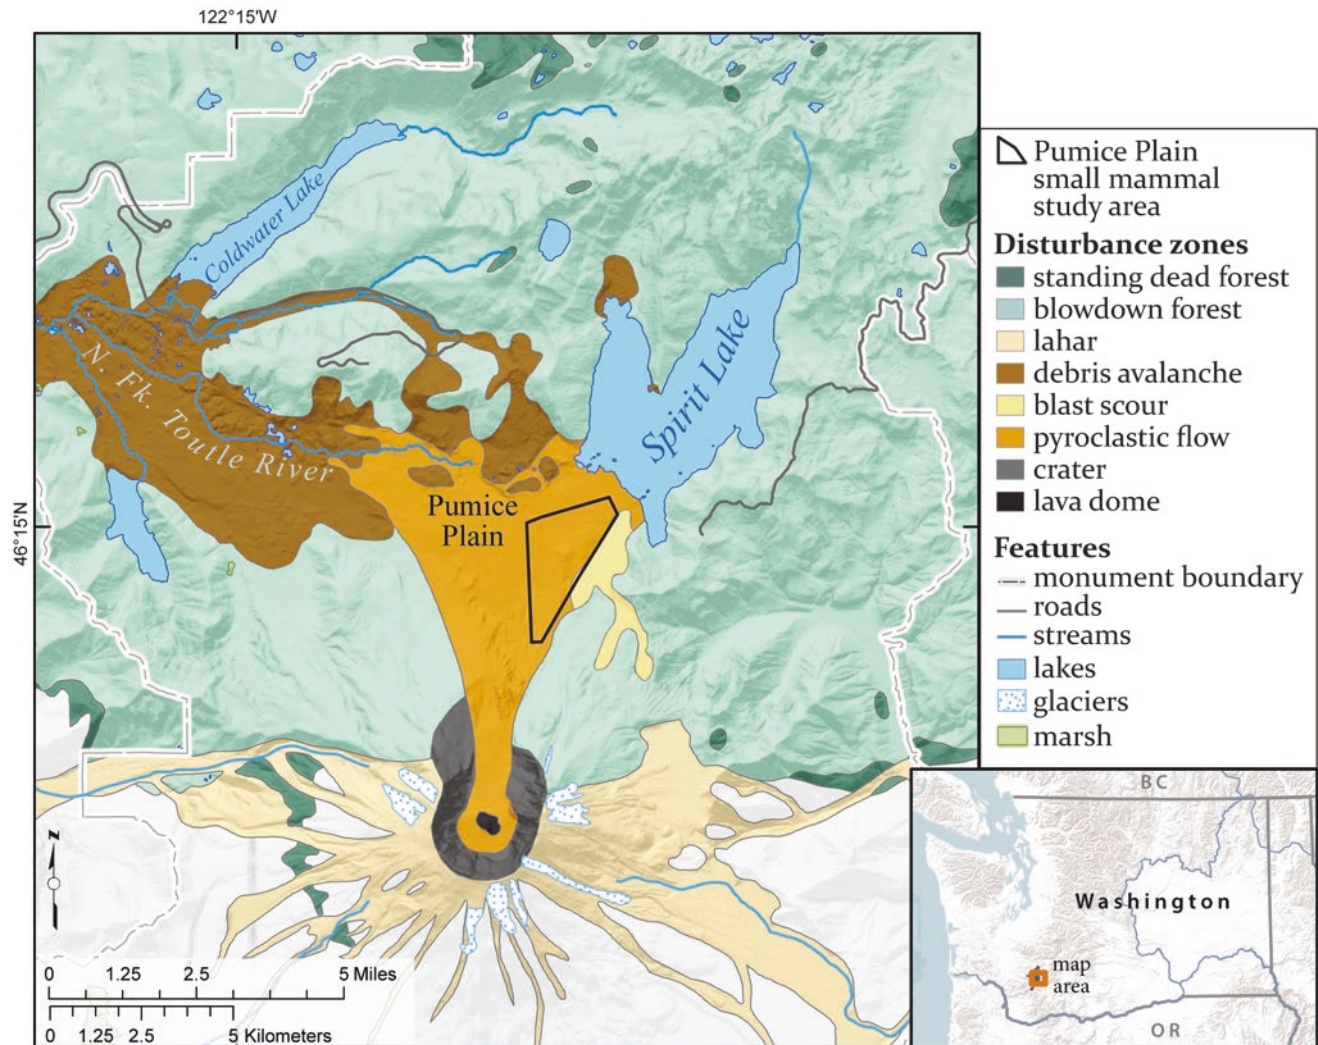 122°15'W
46°15'N
Coldwater Lake
Spirit Lake
N. Fk. Toutle River
Pumice
Plain
N
0 1.25 2.5 5 Miles
0 1.25 2.5 5 Kilometers
Pumice Plain
small mammal
study area
Disturbance zones
standing dead forest
blowdown forest
lahar
debris avalanche
blast scour
pyroclastic flow
crater
lava dome
Features
monument boundary
roads
streams
lakes
glaciers
marsh
BC
Washington
map
area
OR